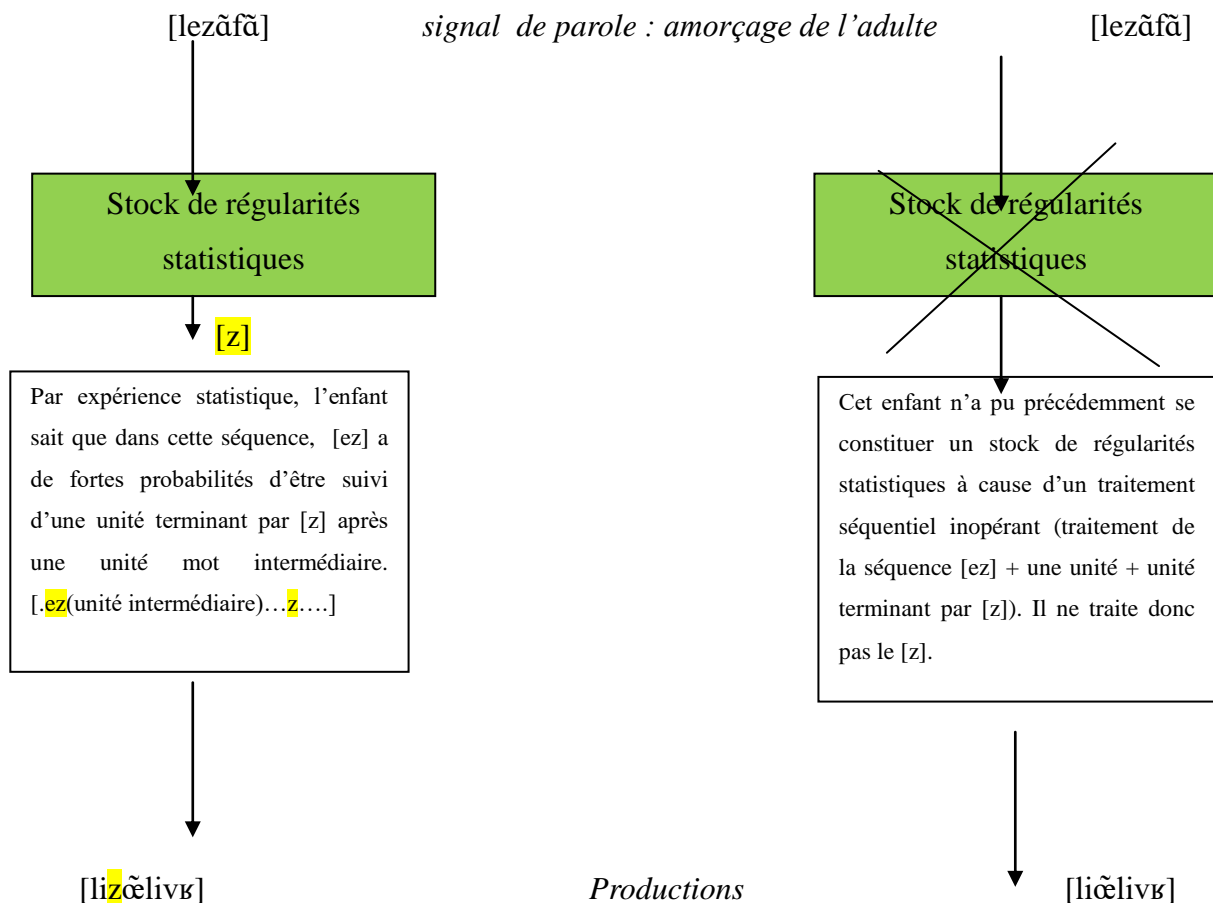 [lezɑ̃fɑ̃] signal de parole : amorçage de l’adulte [lezɑ̃fɑ̃]
Stock de régularités
statistiques
[z]
Par expérience statistique, l’enfant
sait que dans cette séquence, [ez] a
de fortes probabilités d’être suivi
d’une unité terminant par [z] après
une unité mot intermédiaire.
[.ez(unité intermédiaire)…z….]
Stock de régularités
statistiques
Cet enfant n’a pu précédemment se
constituer un stock de régularités
statistiques à cause d’un traitement
séquentiel inopérant (traitement de
la séquence [ez] + une unité + unité
terminant par [z]). Il ne traite donc
pas le [z].
[lizœ̃livʁ] Productions [liœ̃livʁ]